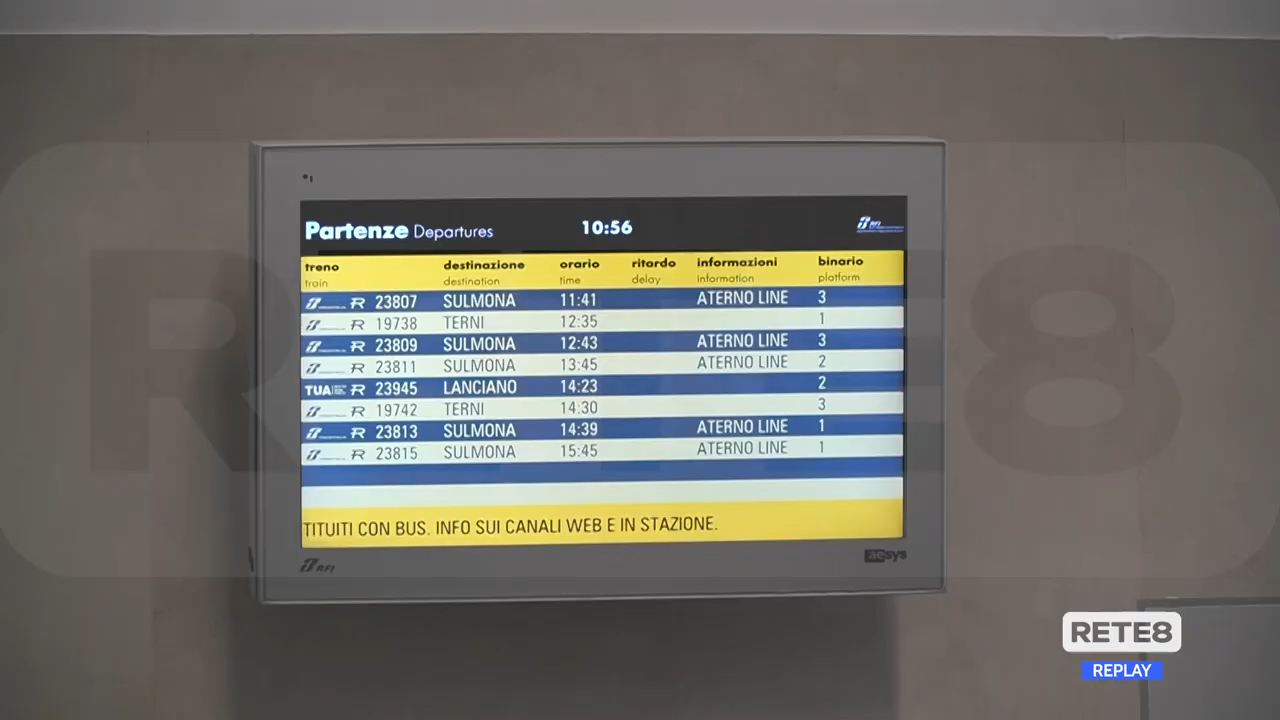 Partenze Departures 10:56 RFI
treno destinazione orario ritardo informazioni binario
train destination time delay information platform
R 23807 SULMONA 11:41 ATERNO LINE 3
R 19738 TERNI 12:35 1
R 23809 SULMONA 12:43 ATERNO LINE 3
R 23811 SULMONA 13:45 ATERNO LINE 2
TUA R 23945 LANCIANO 14:23 2
R 19742 TERNI 14:30 3
R 23813 SULMONA 14:39 ATERNO LINE 1
R 23815 SULMONA 15:45 ATERNO LINE 1
TITUITI CON BUS. INFO SUI CANALI WEB E IN STAZIONE.
RFI aesys
RETE8
REPLAY
RETE8